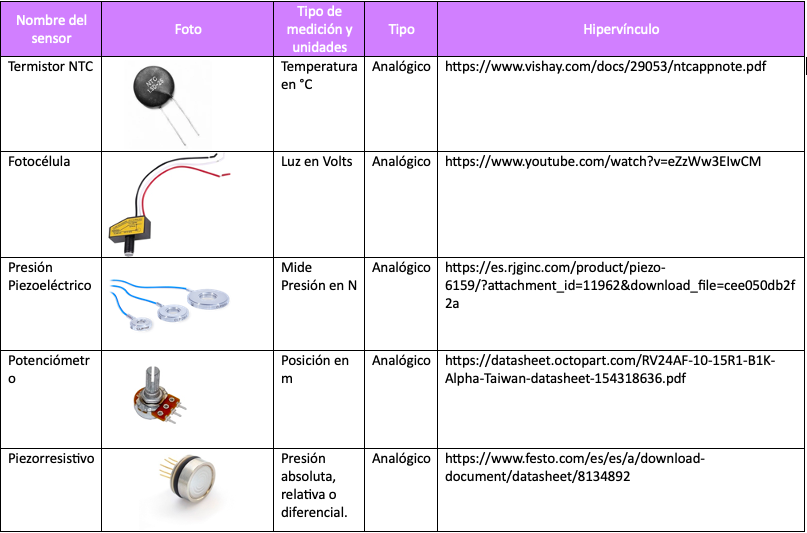 Nombre del
sensor
Foto
Tipo de
medición y
unidades
Tipo
Hipervínculo
Termistor NTC
NTC
Temperatura
en °C
Analógico
https://www.vishay.com/docs/29053/ntcappnote.pdf
Fotocélula
Luz en Volts
Analógico
https://www.youtube.com/watch?v=eZzWw3EIwCM
Presión
Piezoeléctrico
Mide
Presión en N
Analógico
https://es.rjginc.com/product/piezo-
6159/?attachment_id=11962&download_file=cee050db2f
2a
Potenciómetr
o
Posición en
m
Analógico
https://datasheet.octopart.com/RV24AF-10-15R1-B1K-
Alpha-Taiwan-datasheet-154318636.pdf
Piezorresistivo
Presión
absoluta,
relativa o
diferencial.
Analógico
https://www.festo.com/es/es/a/download-
document/datasheet/8134892